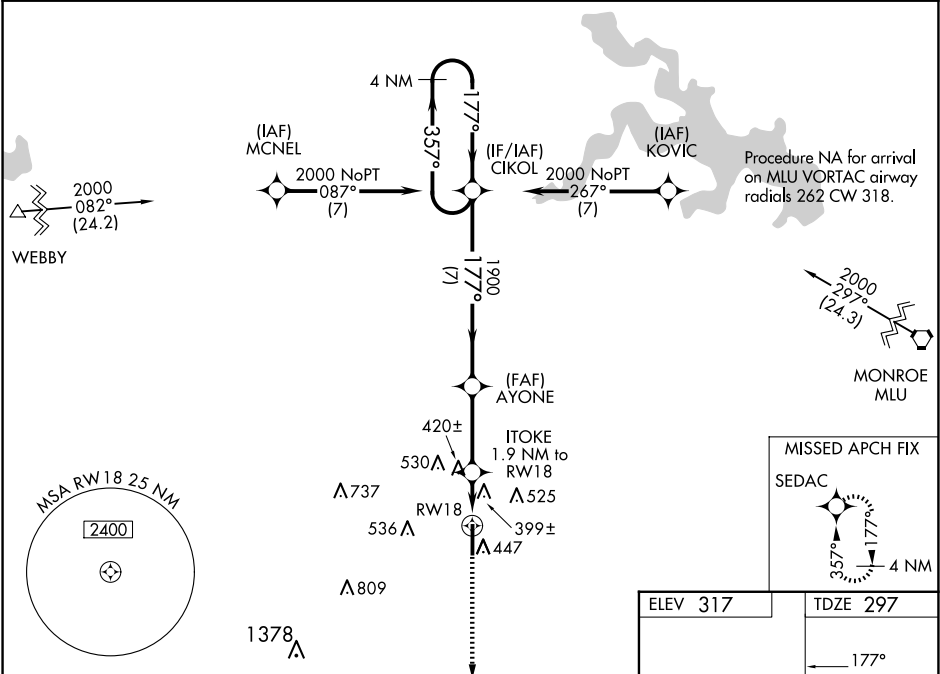 4 NM
177°
357°
(IAF)
MCNEL
(IF/IAF)
CIKOL
(IAF)
KOVIC
2000 NoPT
087°
(7)
2000 NoPT
267°
(7)
Procedure NA for arrival
on MLU VORTAC airway
radials 262 CW 318.
2000
082°
(24.2)
WEBBY
1900
177°
(7)
2000
297°
(24.3)
MONROE
MLU
(FAF)
AYONE
420±
ITOKE
1.9 NM to
RW18
530
737
525
RW18
536
399±
447
809
1378
MSA RW18 25 NM
2400
MISSED APCH FIX
SEDAC
357°
177°
4 NM
ELEV 317
TDZE 297
177°